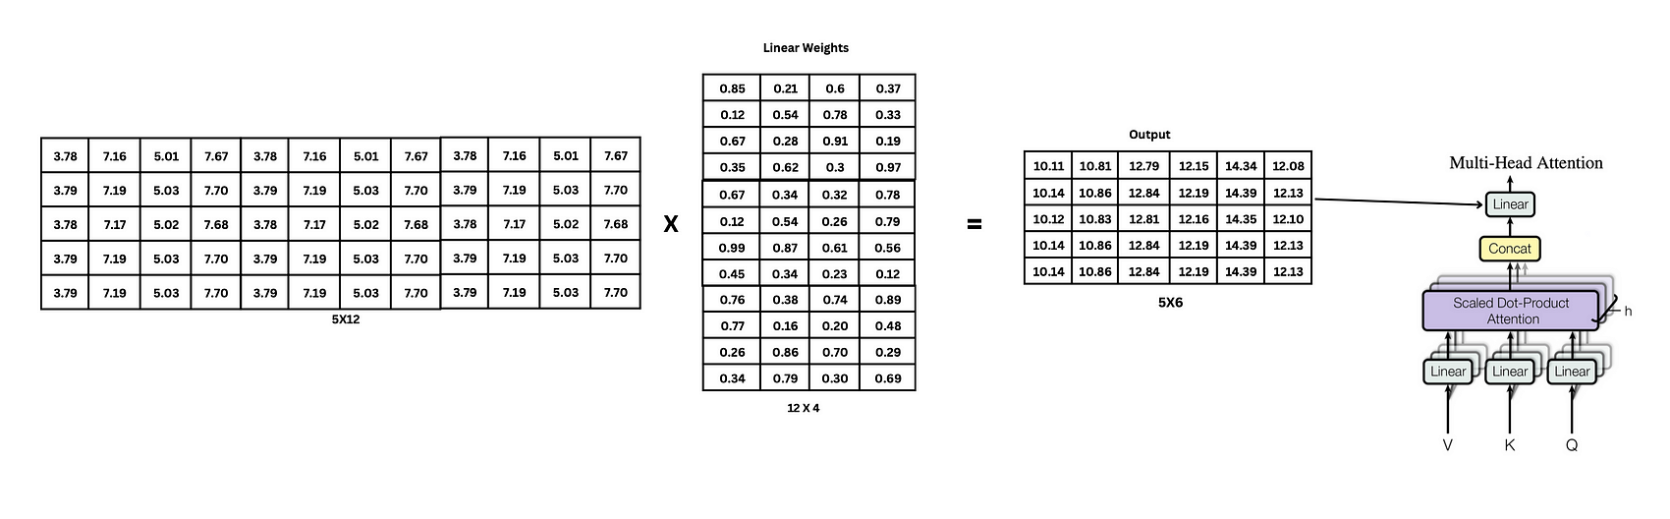 Linear Weights
0.85 0.21 0.6 0.37
0.12 0.54 0.78 0.33
0.67 0.28 0.91 0.19
0.35 0.62 0.3 0.97
0.67 0.34 0.32 0.78
0.12 0.54 0.26 0.79
0.99 0.87 0.61 0.56
0.45 0.34 0.23 0.12
0.76 0.38 0.74 0.89
0.77 0.16 0.20 0.48
0.26 0.86 0.70 0.29
0.34 0.79 0.30 0.69
12 X 4
3.78 7.16 5.01 7.67 3.78 7.16 5.01 7.67 3.78 7.16 5.01 7.67
3.79 7.19 5.03 7.70 3.79 7.19 5.03 7.70 3.79 7.19 5.03 7.70
3.78 7.17 5.02 7.68 3.78 7.17 5.02 7.68 3.78 7.17 5.02 7.68
3.79 7.19 5.03 7.70 3.79 7.19 5.03 7.70 3.79 7.19 5.03 7.70
3.79 7.19 5.03 7.70 3.79 7.19 5.03 7.70 3.79 7.19 5.03 7.70
5X12
X
=
Output
10.11 10.81 12.79 12.15 14.34 12.08
10.14 10.86 12.84 12.19 14.39 12.13
10.12 10.83 12.81 12.16 14.35 12.10
10.14 10.86 12.84 12.19 14.39 12.13
10.14 10.86 12.84 12.19 14.39 12.13
5X6
Multi-Head Attention
Linear
Concat
Scaled Dot-Product
Attention
h
Linear Linear Linear
V K Q